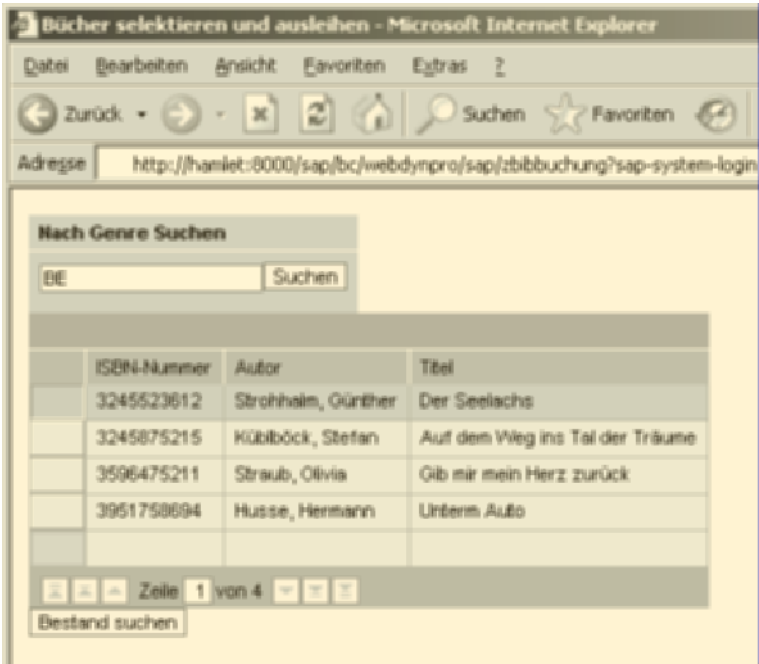 Bücher selektieren und ausleihen - Microsoft Internet Explorer
Datei Bearbeiten Ansicht Favoriten Extras ?
Zurück Suchen Favoriten
Adresse http://hamlet:8000/sap/bc/webdynpro/sap/zbibbuchung?sap-system-login
Nach Genre Suchen
BE Suchen
ISBN-Nummer Autor Titel
3245523612 Strohhalm, Günther Der Seelachs
3245875215 Küblböck, Stefan Auf dem Weg ins Tal der Träume
3596475211 Straub, Olivia Gib mir mein Herz zurück
3951758694 Husse, Hermann Unterm Auto
Zeile 1 von 4
Bestand suchen